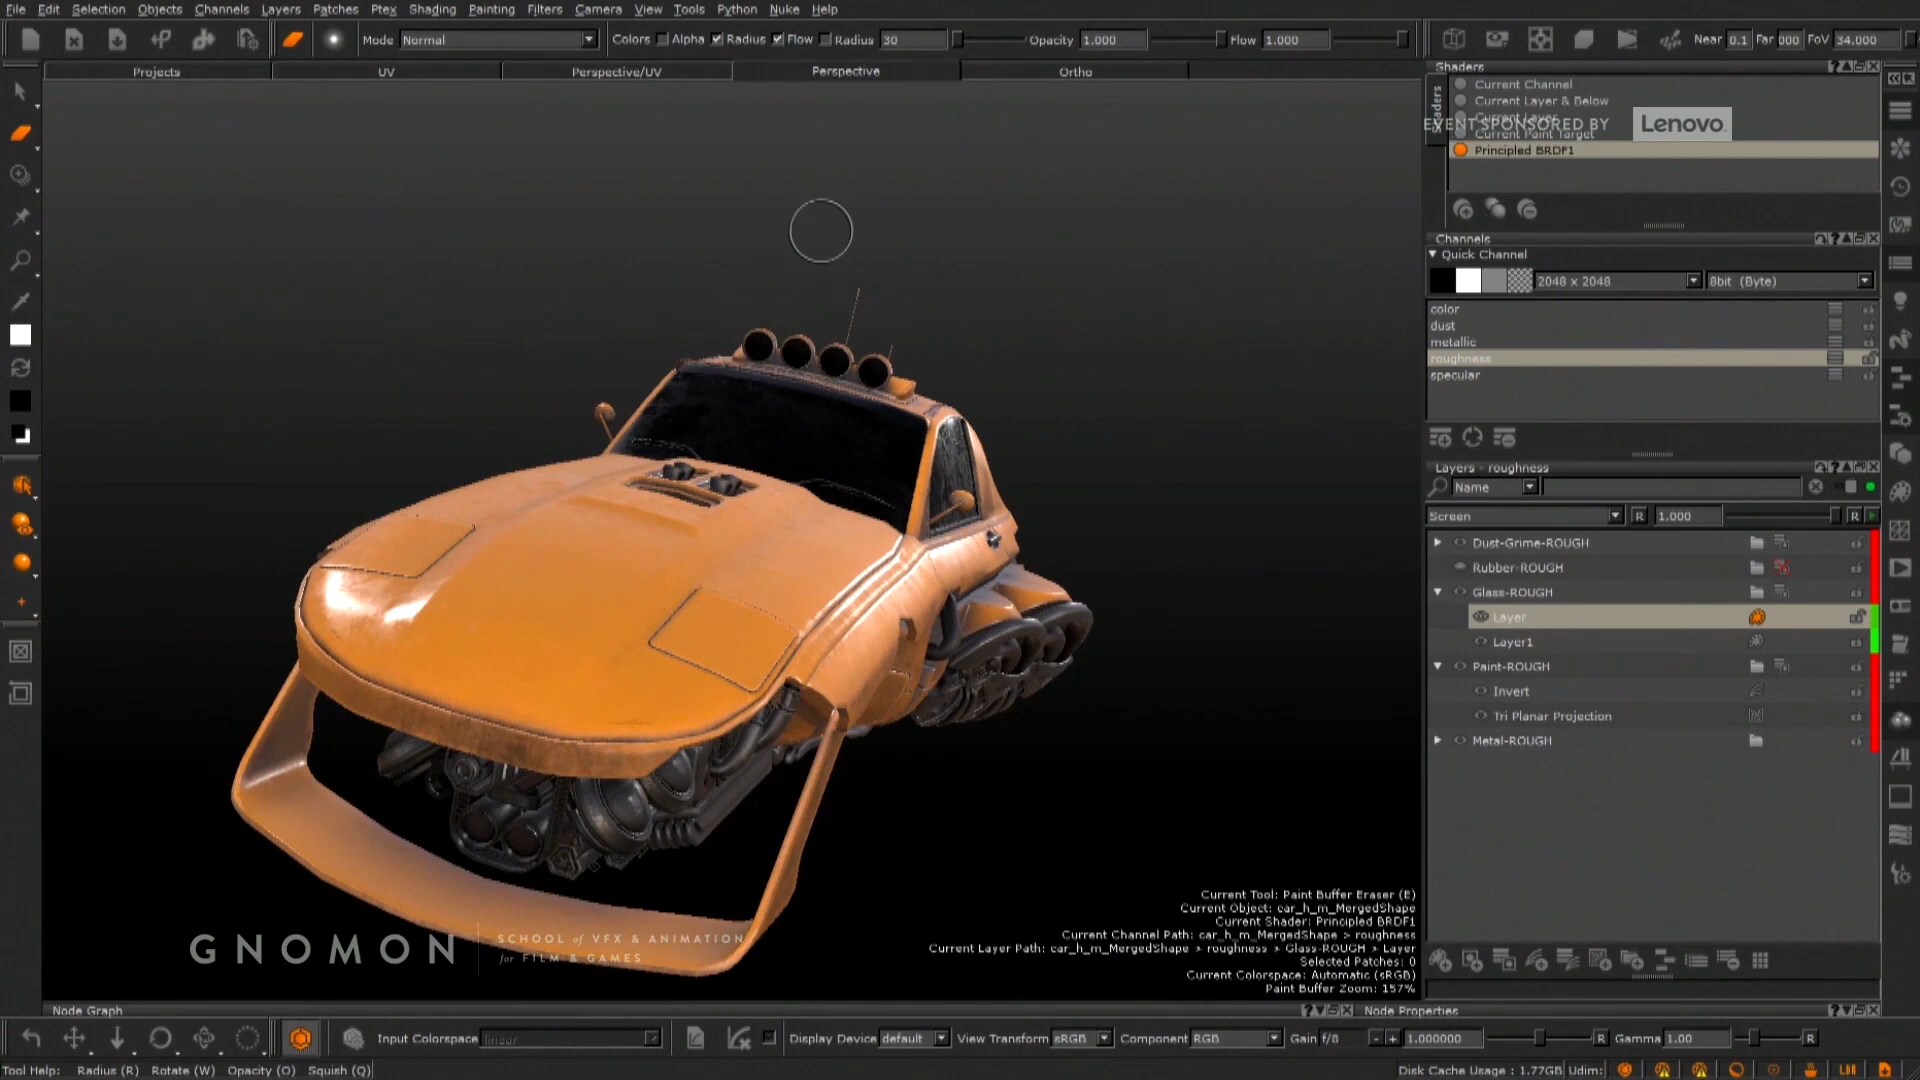 File Edit Selection Objects Channels Layers Patches Ptex Shading Painting Filters Camera View Tools Python Nuke Help
Mode Normal Colors Alpha Radius Flow Radius 30 Opacity 1.000 Flow 1.000 Near 0.1 Far 000 FoV 34.000
Projects UV Perspective/UV Perspective Ortho
Shaders
Shaders
Current Channel
Current Layer & Below
Current Layer
Current Paint Target
EVENT SPONSORED BY Lenovo
Principled BRDF1
Channels
Quick Channel
2048 x 2048 8bit (Byte)
color
dust
metallic
roughness
specular
Layers - roughness
Name
Screen R 1.000 R
Dust-Grime-ROUGH
Rubber-ROUGH
Glass-ROUGH
Layer
Layer1
Paint-ROUGH
Invert
Tri Planar Projection
Metal-ROUGH
Current Tool: Paint Buffer Eraser (E)
Current Object: car_h_m_MergedShape
Current Shader: Principled BRDF1
Current Channel Path: car_h_m_MergedShape > roughness
Current Layer Path: car_h_m_MergedShape > roughness > Glass-ROUGH > Layer
Selected Patches: 0
Current Colorspace: Automatic (sRGB)
Paint Buffer Zoom: 157%
GNOMON
SCHOOL of VFX & ANIMATION
for FILM & GAMES
Node Graph Node Properties
Input Colorspace linear Display Device default View Transform sRGB Component RGB Gain f/8 - + 1.000000 R Gamma 1.00 R
Tool Help: Radius (R) Rotate (W) Opacity (O) Squish (Q) Disk Cache Usage : 1.77GB Udim: LDR